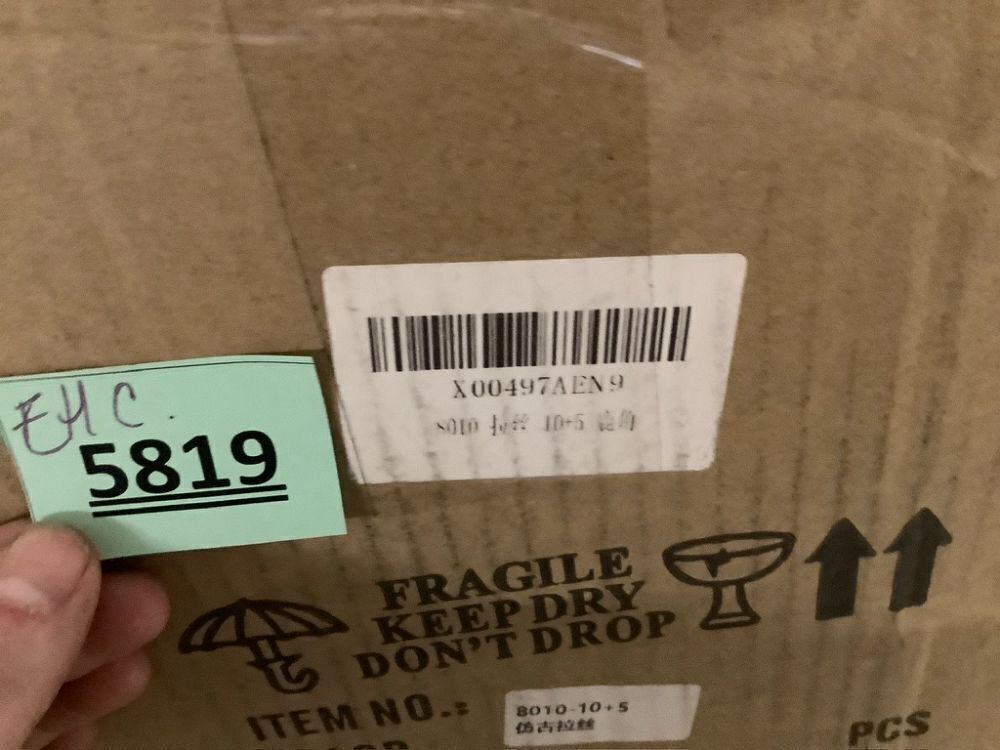 X00497AEN9
8010 拉丝 10+5
EHC.
5819
FRAGILE
KEEP DRY
DON'T DROP
ITEM NO.:
8010-10+5
仿古拉丝
PCS